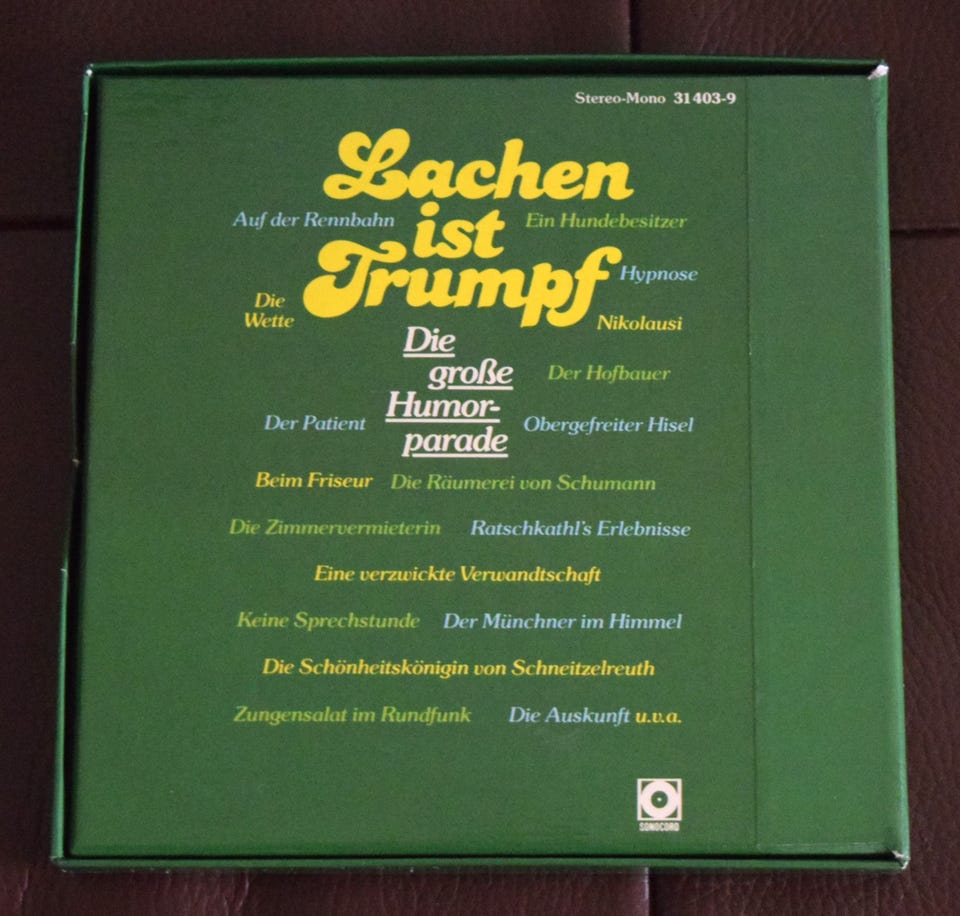 Stereo-Mono 31403-9
Lachen
Auf der Rennbahn ist Ein Hundebesitzer
Trumpf Hypnose
Die
Wette
Nikolausi
Die
große Der Hofbauer
Humor-
Der Patient Obergefreiter Hisel
parade
Beim Friseur Die Räumerei von Schumann
Die Zimmervermieterin Ratschkathl's Erlebnisse
Eine verzwickte Verwandtschaft
Keine Sprechstunde Der Münchner im Himmel
Die Schönheitskönigin von Schneitzelreuth
Zungensalat im Rundfunk Die Auskunft u.v.a.
SONOCORD